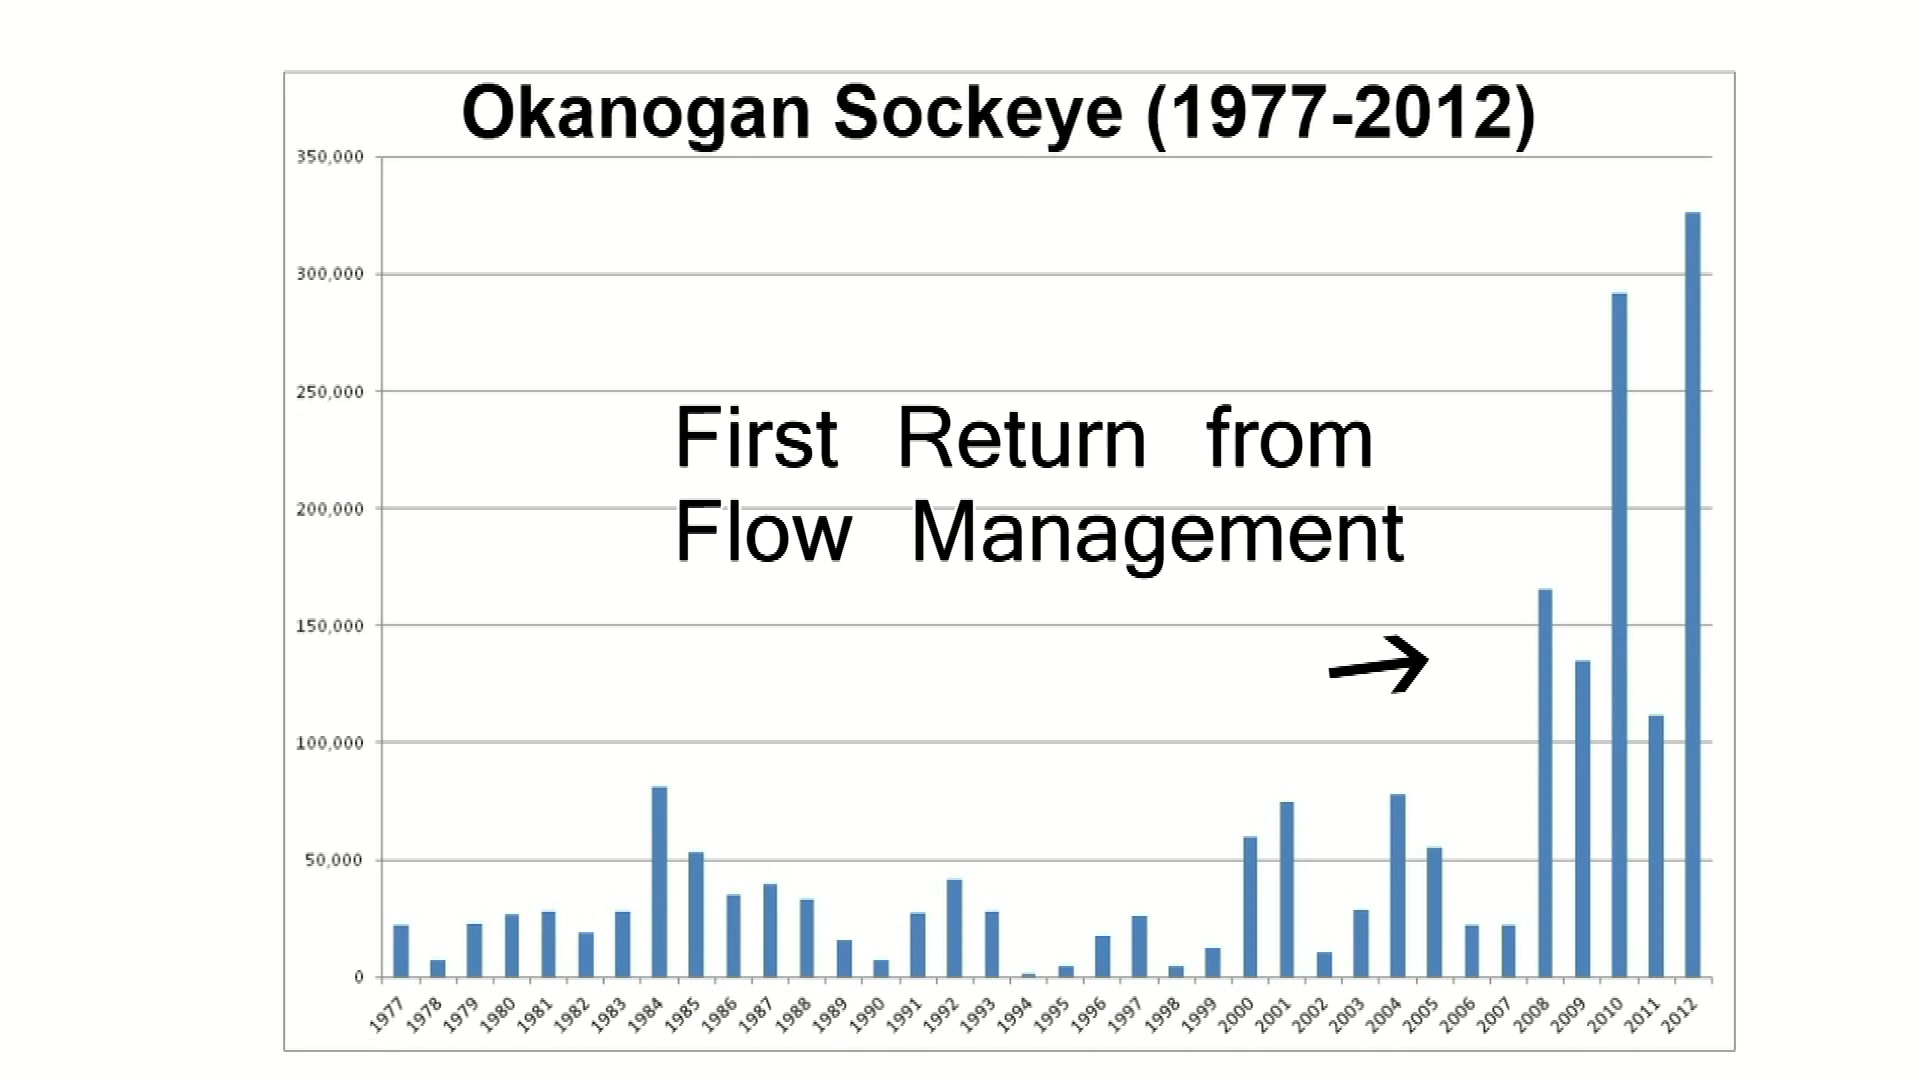 Okanogan Sockeye (1977-2012)
350,000
300,000
250,000
First Return from
200,000
Flow Management
150,000
100,000
50,000
0
1977 1978 1979 1980 1981 1982 1983 1984 1985 1986 1987 1988 1989 1990 1991 1992 1993 1994 1995 1996 1997 1998 1999 2000 2001 2002 2003 2004 2005 2006 2007 2008 2009 2010 2011 2012